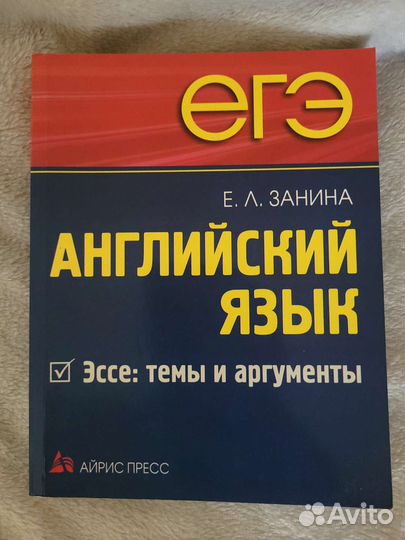 егэ
Е. Л. ЗАНИНА
АНГЛИЙСКИЙ
ЯЗЫК
Эссе: темы и аргументы
АЙРИС ПРЕСС
Avito